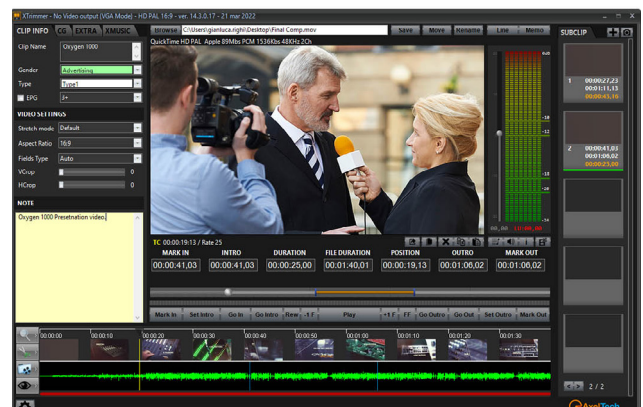 XTrimmer - No Video output (VGA Mode) - HD PAL 16:9 - ver. 14.3.0.17 - 21 mar 2022
CLIP INFO CG EXTRA XMUSIC
Browse C:\Users\gianluca.righi\Desktop\Final Comp.mov Save Move Rename Line Memo
SUBCLIP
QuickTime HD PAL Apple 89Mbs PCM 1536Kbs 48KHz 2Ch
Clip Name Oxygen 1000
Gender Advertising
Type Type1
EPG
VIDEO SETTINGS
Stretch mode Default
Aspect Ratio 16:9
Fields Type Auto
VCrop 0
HCrop 0
NOTE
Oxygen 1000 Presetnation video.
1 00:00:27,23
00:01:11,13
00:00:43,16
2 00:00:41,03
00:01:06,02
00:00:25,00
TC 00:00:19:13 / Rate 25
MARK IN INTRO DURATION FILE DURATION POSITION OUTRO MARK OUT
00:00:41,03 00:00:41,03 00:00:25,00 00:01:40,01 00:00:19,13 00:01:06,02 00:01:06,02
Mark In Set Intro Go In Go Intro Rew -1 F Play +1 F FF Go Outro Go Out Set Outro Mark Out
00:00:00 00:00:10 00:00:20 00:00:30 00:00:40 00:00:50 00:01:00 00:01:10 00:01:20 00:01:30
2 / 2
AxelTech